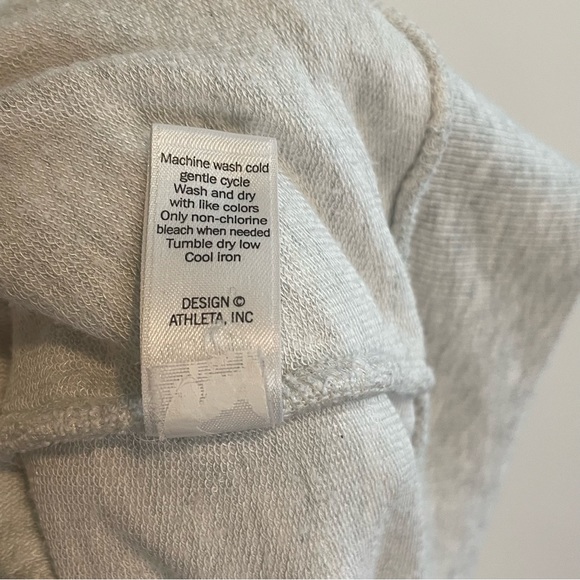 Machine wash cold
gentle cycle
Wash and dry
with like colors
Only non-chlorine
bleach when needed
Tumble dry low
Cool iron
DESIGN ©
ATHLETA, INC